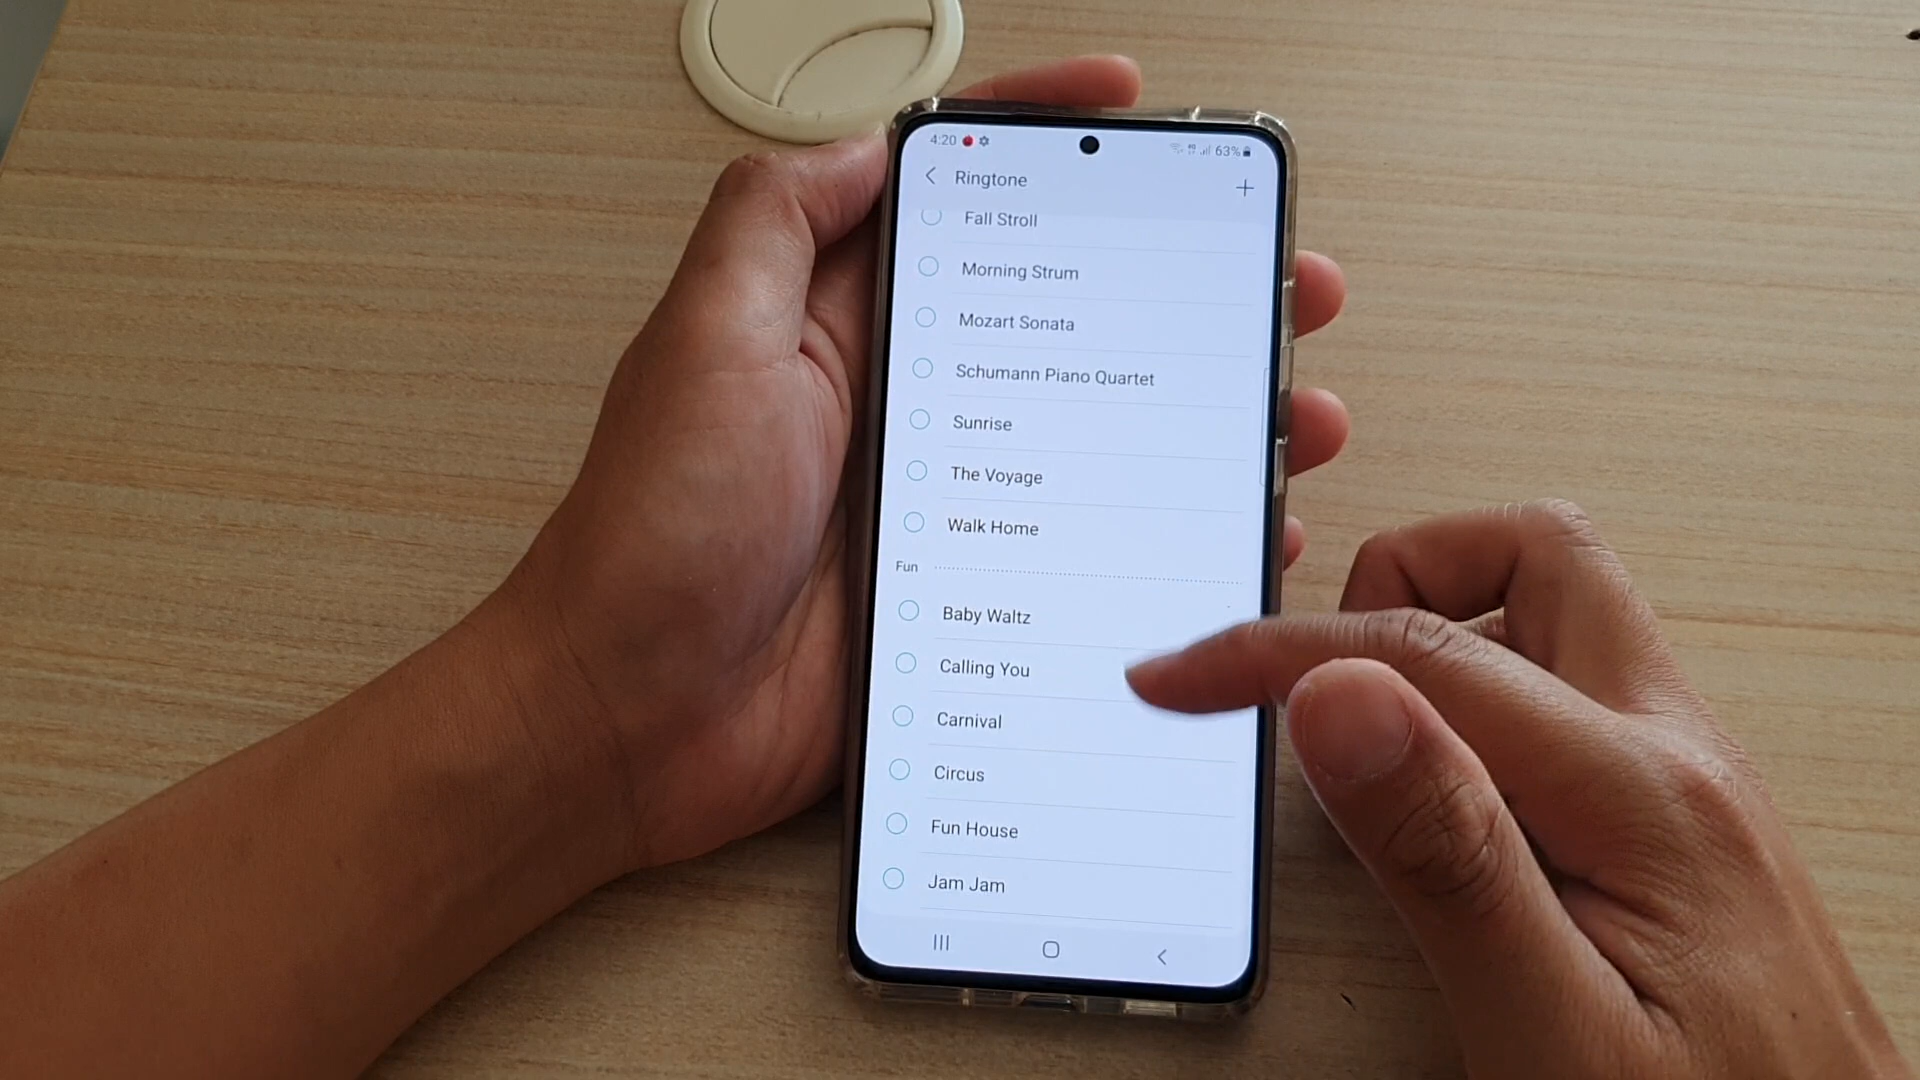 4:20 63%
Ringtone
Fall Stroll
Morning Strum
Mozart Sonata
Schumann Piano Quartet
Sunrise
The Voyage
Walk Home
Fun
Baby Waltz
Calling You
Carnival
Circus
Fun House
Jam Jam